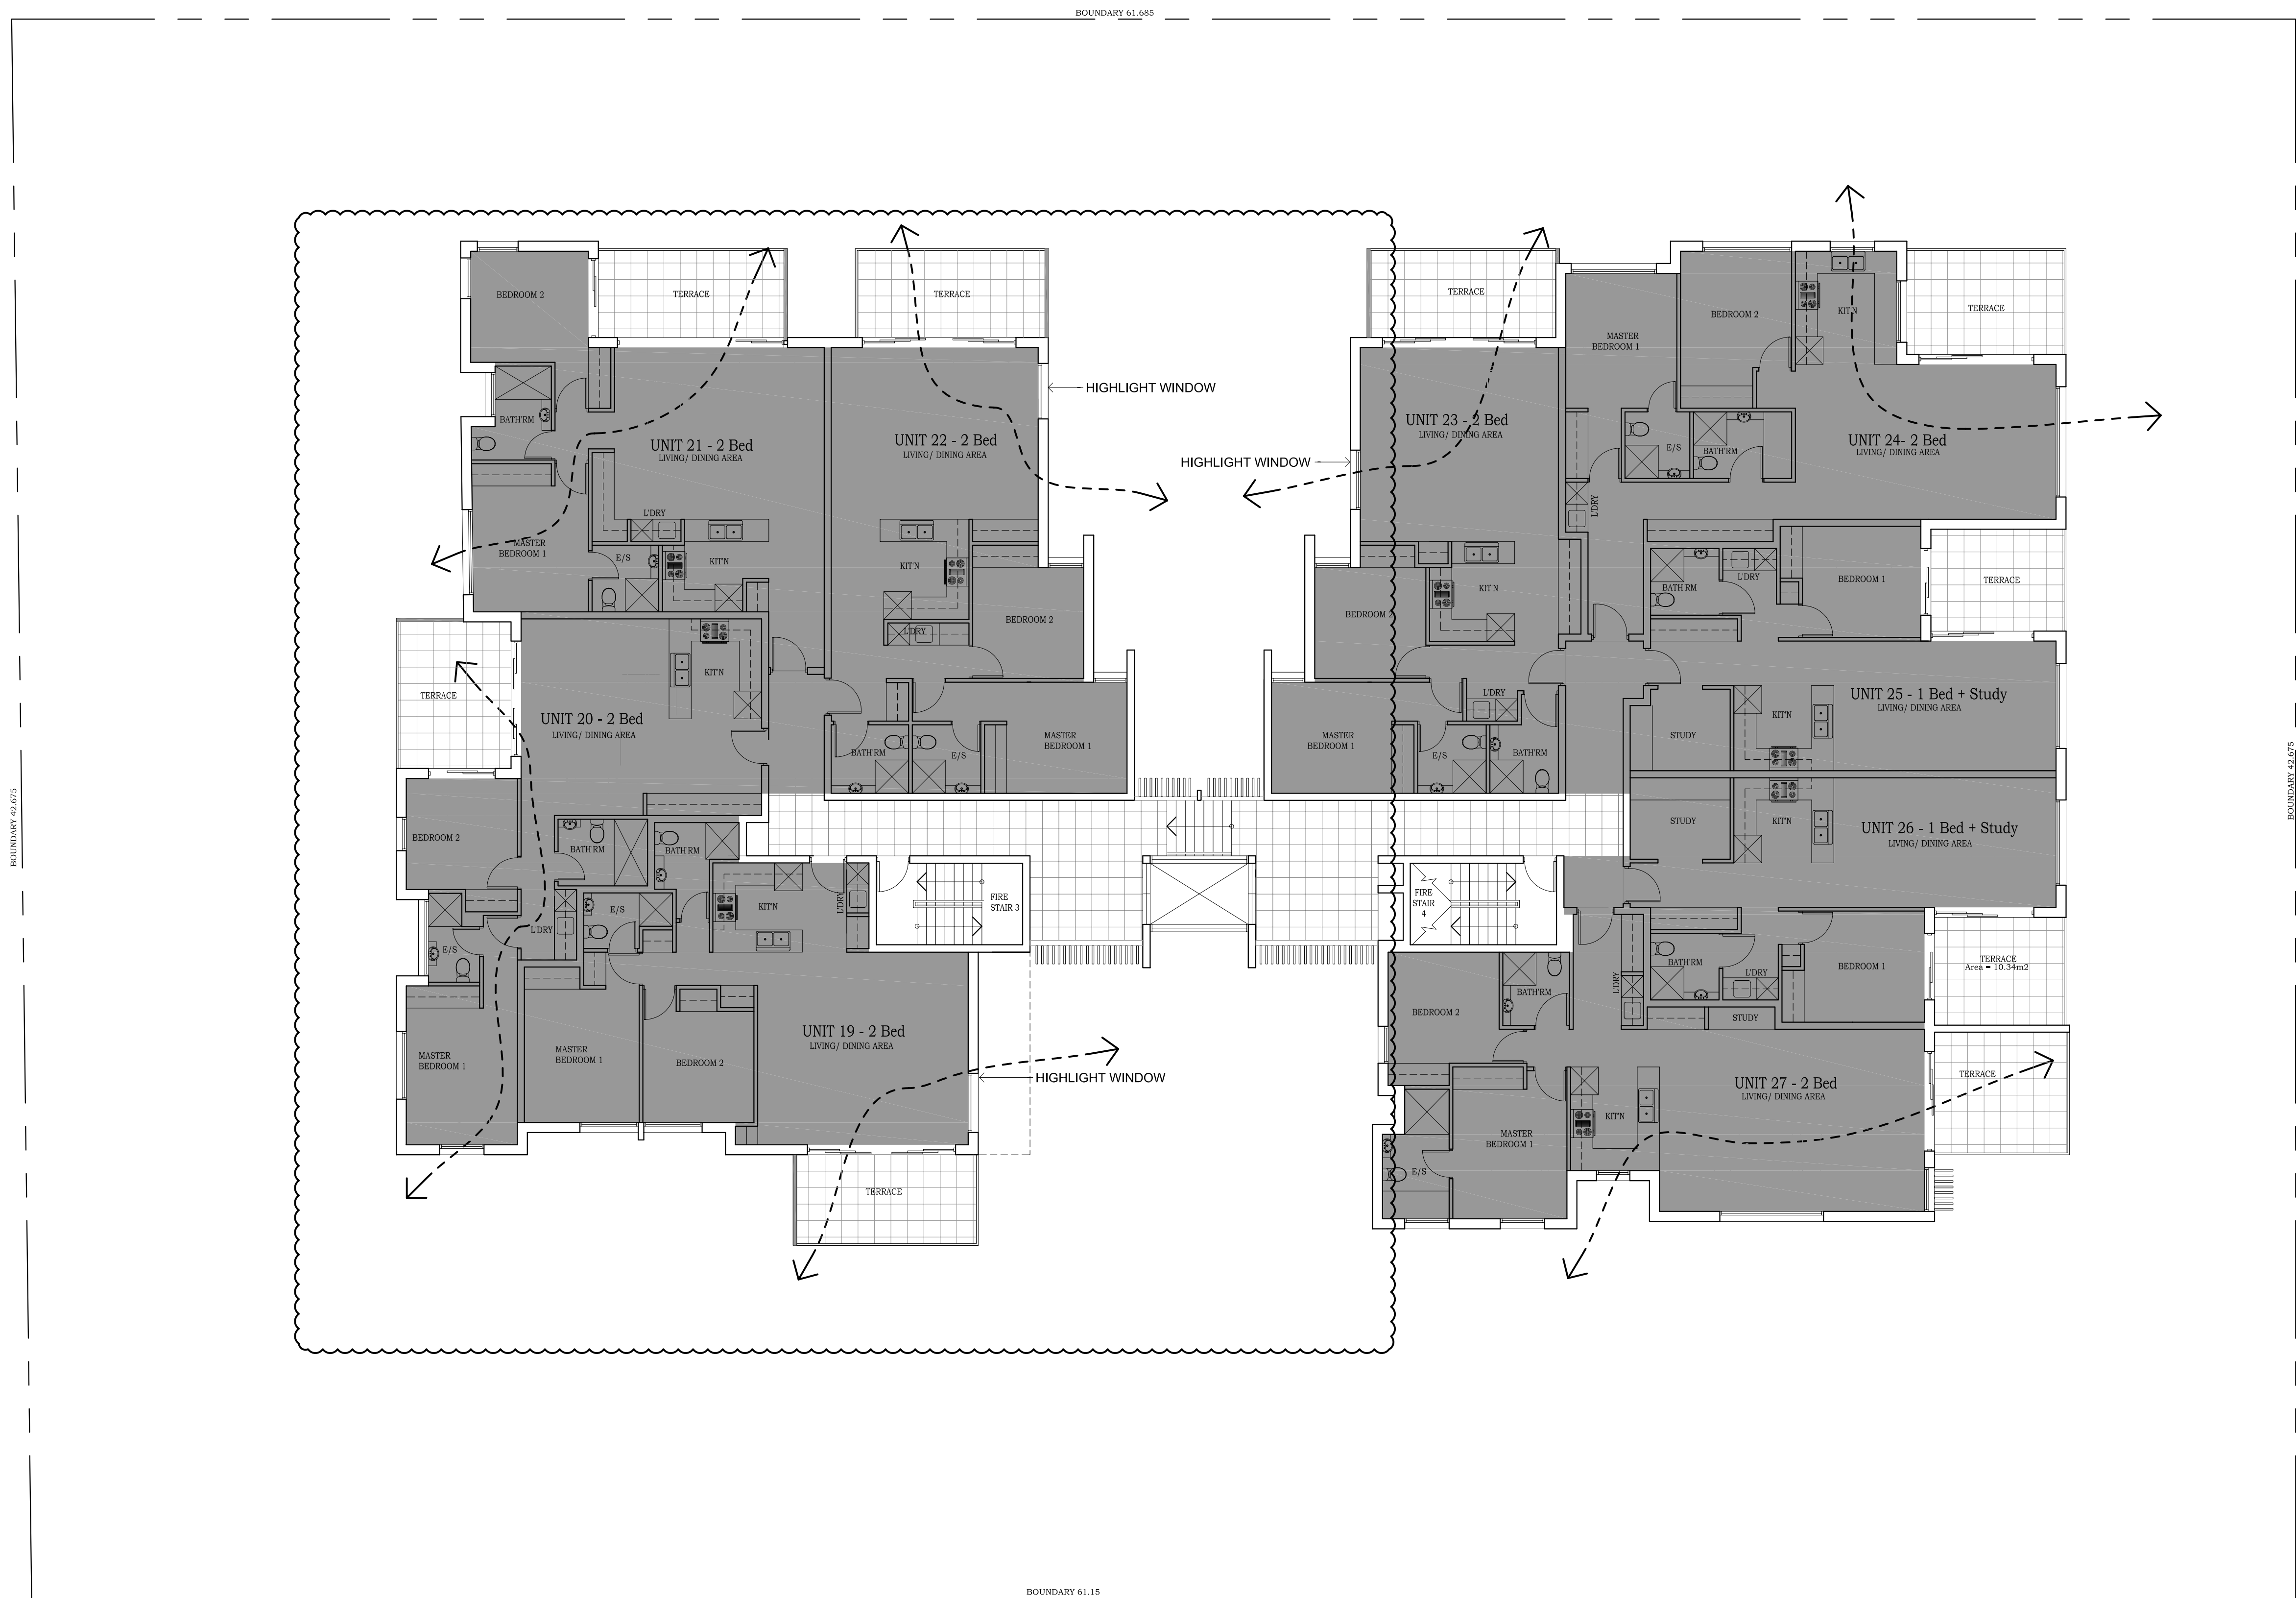 BOUNDARY 61.685
BEDROOM 2
TERRACE
TERRACE
BATH'RM
UNIT 21 - 2 Bed
LIVING/ DINING AREA
L'DRY
MASTER
BEDROOM 1
E/S
KIT'N
UNIT 22 - 2 Bed
LIVING/ DINING AREA
KIT'N
L'DRY
BEDROOM 2
BATH'RM
E/S
MASTER
BEDROOM 1
HIGHLIGHT WINDOW
HIGHLIGHT WINDOW
TERRACE
UNIT 23 - 2 Bed
LIVING/ DINING AREA
KIT'N
BEDROOM 2
L'DRY
MASTER
BEDROOM 1
E/S
BATH'RM
MASTER
BEDROOM 1
BEDROOM 2
KIT'N
TERRACE
E/S
BATH'RM
UNIT 24- 2 Bed
LIVING/ DINING AREA
L'DRY
BATH'RM
L'DRY
BEDROOM 1
TERRACE
UNIT 25 - 1 Bed + Study
LIVING/ DINING AREA
KIT'N
STUDY
STUDY
KIT'N
UNIT 26 - 1 Bed + Study
LIVING/ DINING AREA
BATH'RM
L'DRY
BEDROOM 1
TERRACE
Area = 10.34m2
TERRACE
UNIT 20 - 2 Bed
LIVING/ DINING AREA
KIT'N
TERRACE
BEDROOM 2
BATH'RM
L'DRY
E/S
MASTER
BEDROOM 1
BATH'RM
E/S
KIT'N
L'DRY
MASTER
BEDROOM 1
BEDROOM 2
UNIT 19 - 2 Bed
LIVING/ DINING AREA
TERRACE
HIGHLIGHT WINDOW
FIRE
STAIR 3
FIRE
STAIR
4
BEDROOM 2
BATH'RM
L'DRY
STUDY
UNIT 27 - 2 Bed
LIVING/ DINING AREA
KIT'N
MASTER
BEDROOM 1
E/S
BOUNDARY 42.675
BOUNDARY 42.675
BOUNDARY 61.15